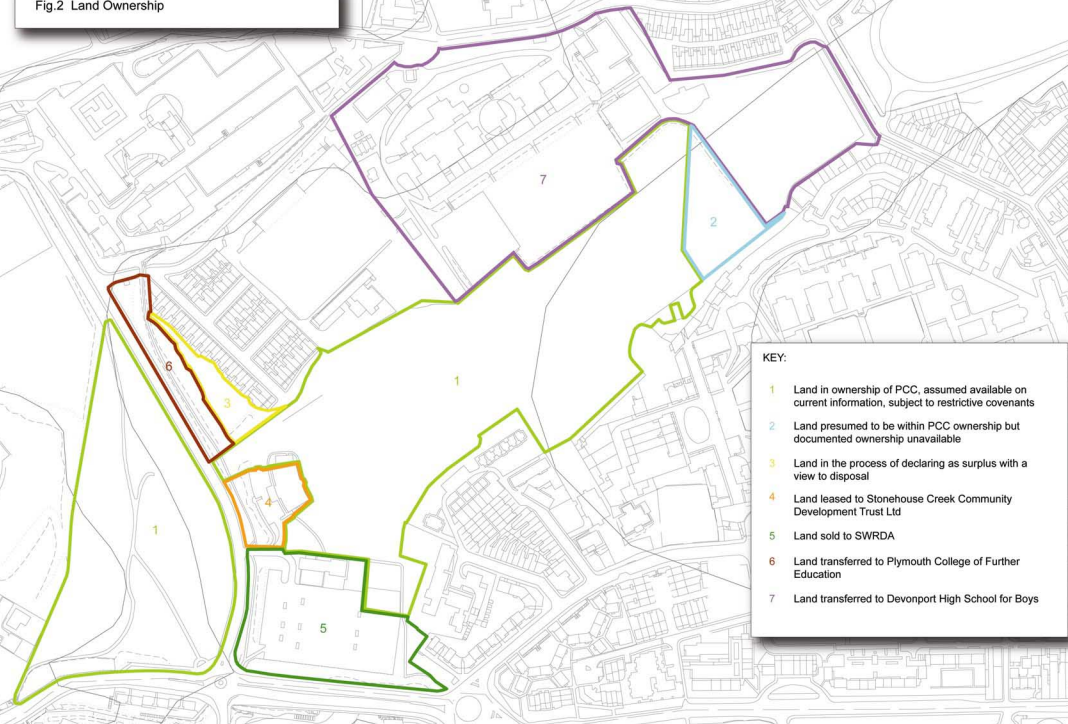 Fig.2 Land Ownership
7
2
6
3
1
4
1
5
KEY:
1 Land in ownership of PCC, assumed available on
current information, subject to restrictive covenants
2 Land presumed to be within PCC ownership but
documented ownership unavailable
3 Land in the process of declaring as surplus with a
view to disposal
4 Land leased to Stonehouse Creek Community
Development Trust Ltd
5 Land sold to SWRDA
6 Land transferred to Plymouth College of Further
Education
7 Land transferred to Devonport High School for Boys